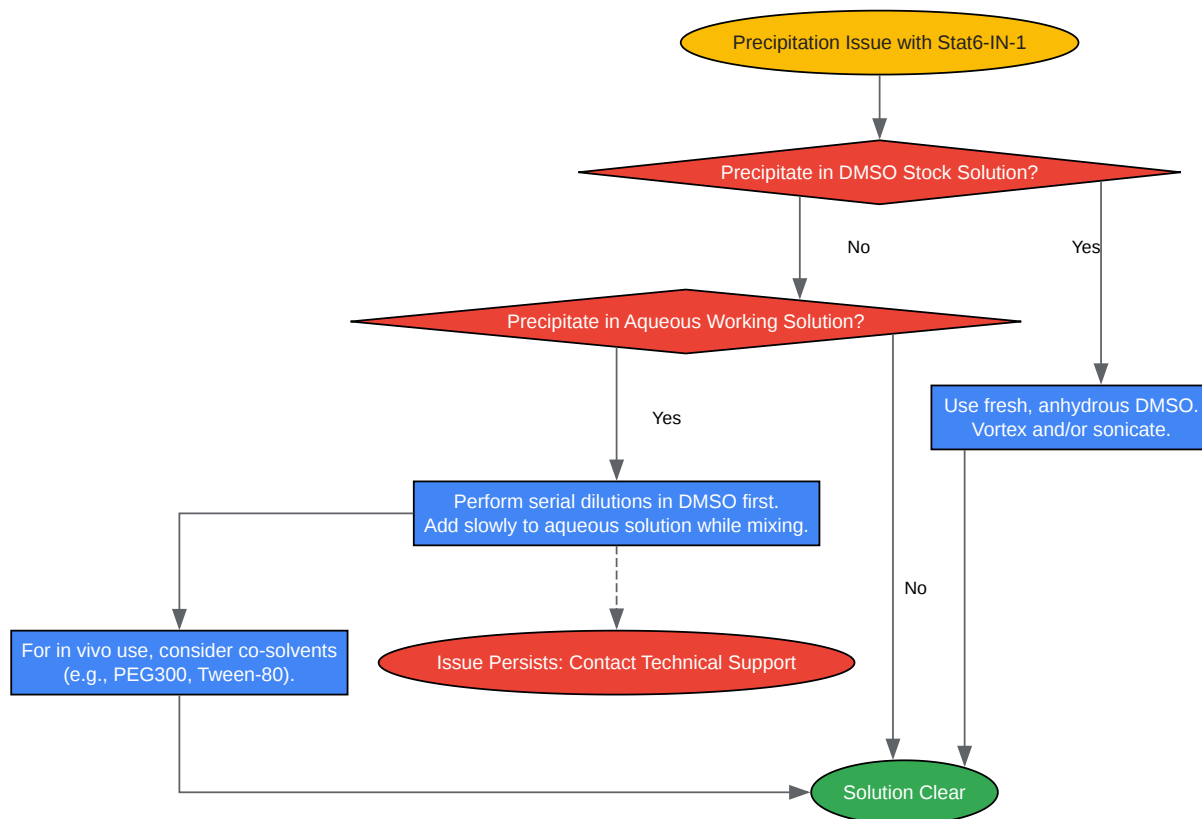 Precipitation Issue with Stat6-IN-1
Precipitate in DMSO Stock Solution?
No
Yes
Precipitate in Aqueous Working Solution?
Use fresh, anhydrous DMSO.
Vortex and/or sonicate.
Yes
Perform serial dilutions in DMSO first.
Add slowly to aqueous solution while mixing.
No
For in vivo use, consider co-solvents
(e.g., PEG300, Tween-80).
Issue Persists: Contact Technical Support
Solution Clear